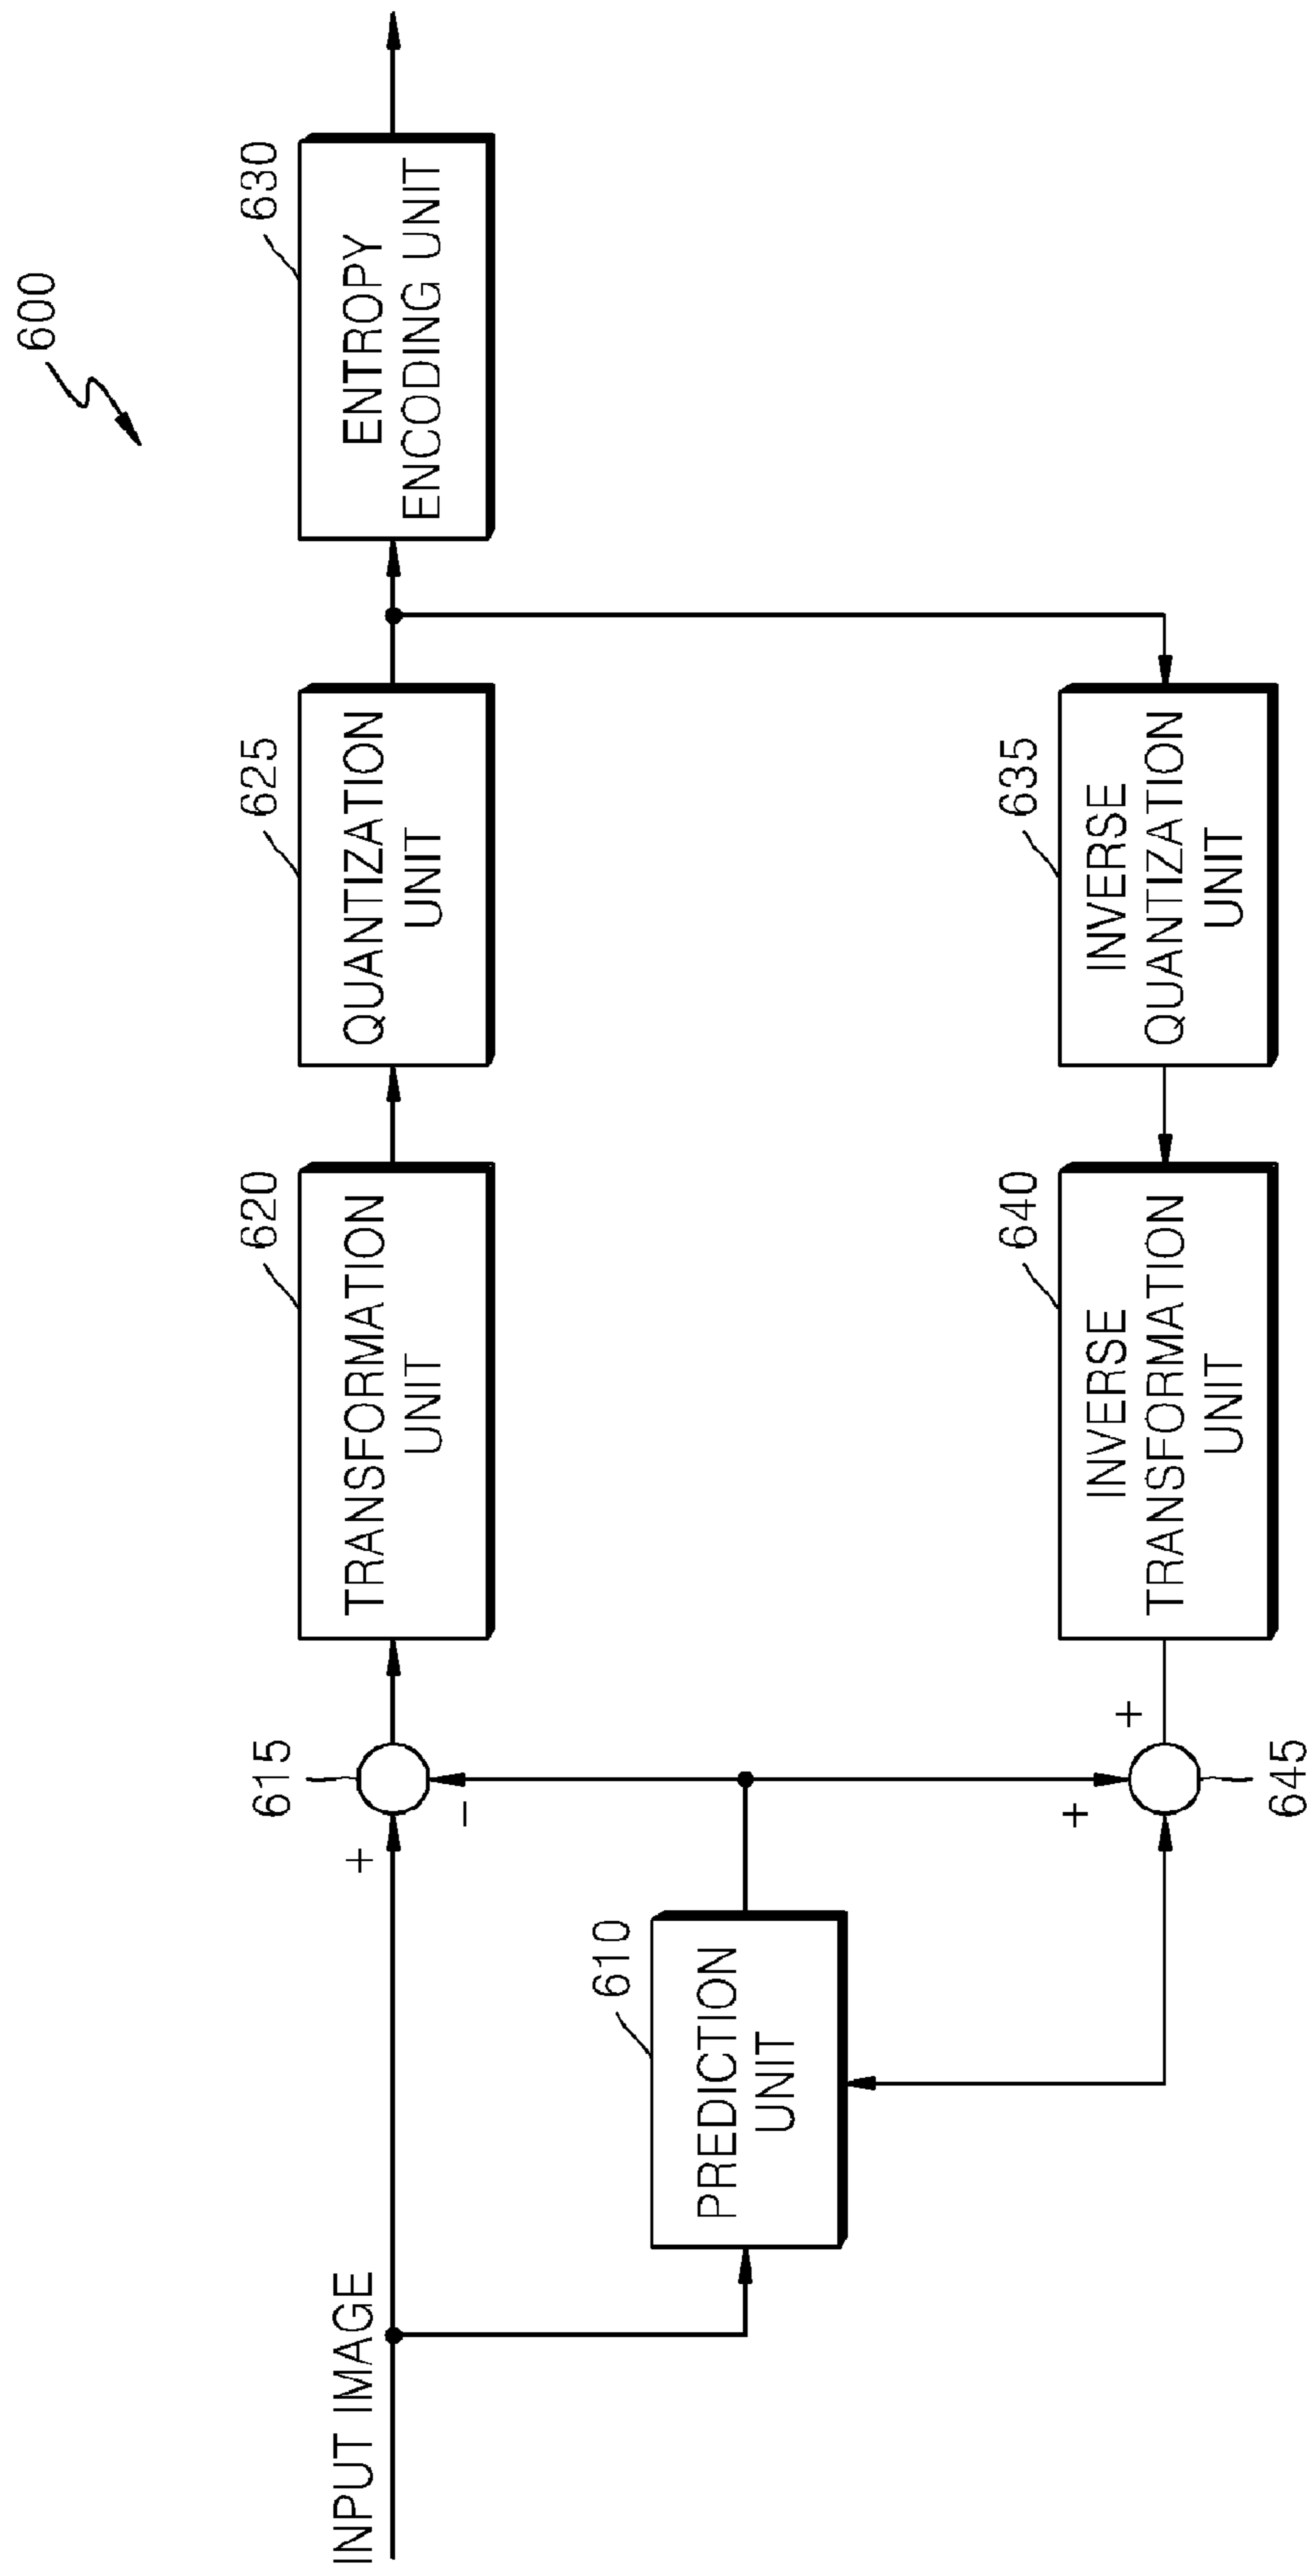 600
INPUT IMAGE
+
-
615
TRANSFORMATION
UNIT
620
QUANTIZATION
UNIT
625
ENTROPY
ENCODING UNIT
630
PREDICTION
UNIT
610
+
+
645
INVERSE
TRANSFORMATION
UNIT
640
INVERSE
QUANTIZATION
UNIT
635